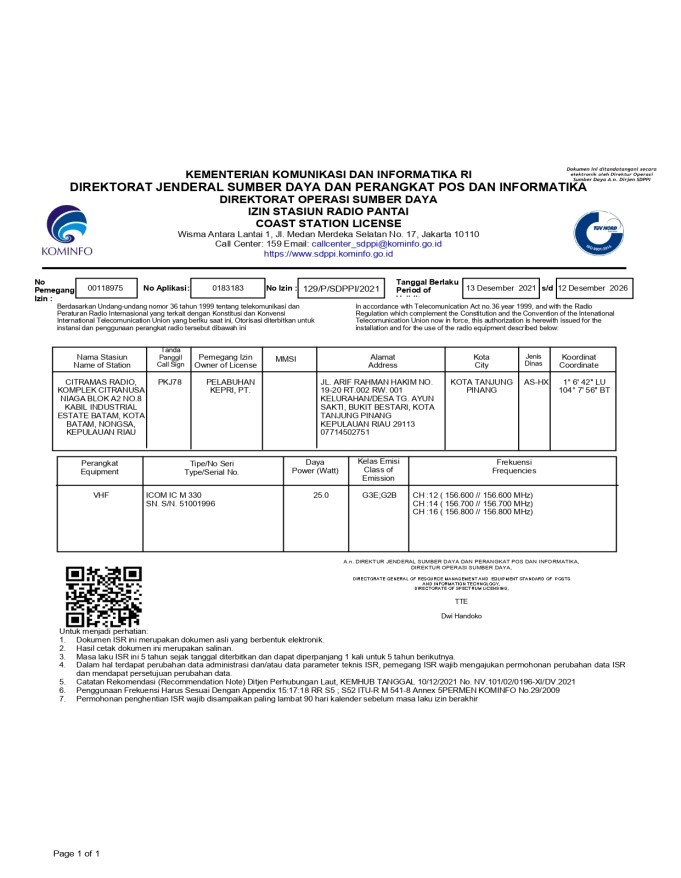 Dokumen ini ditandatangani secara
elektronik oleh Direktur Operasi
Sumber Daya A.n. Dirjen SDPPI
KEMENTERIAN KOMUNIKASI DAN INFORMATIKA RI
DIREKTORAT JENDERAL SUMBER DAYA DAN PERANGKAT POS DAN INFORMATIKA
DIREKTORAT OPERASI SUMBER DAYA
IZIN STASIUN RADIO PANTAI
COAST STATION LICENSE
Wisma Antara Lantai 1, Jl. Medan Merdeka Selatan No. 17, Jakarta 10110
Call Center: 159 Email: callcenter_sdppi@kominfo.go.id
https://www.sdppi.kominfo.go.id
KOMINFO
TUV NORD
No Pemegang Izin : 00118975 No Aplikasi: 0183183 No Izin : 129/P/SDPPI/2021 Tanggal Berlaku Period of 13 Desember 2021 s/d 12 Desember 2026
Berdasarkan Undang-undang nomor 36 tahun 1999 tentang telekomunikasi dan
Peraturan Radio Internasional yang terkait dengan Konstitusi dan Konvensi
International Telecomunication Union yang berlku saat ini, Otorisasi diterbitkan untuk
instansi dan penggunaan perangkat radio tersebut dibawah ini
In accordance with Telecomunication Act no.36 year 1999, and with the Radio
Regulation which complement the Constitution and the Convention of the Intenational
Telecomunication Union now in force, this authorization is herewith issued for the
installation and for the use of the radio equipment described below:
Nama Stasiun
Name of Station
Tanda
Panggil
Call Sign
Pemegang Izin
Owner of License
MMSI
Alamat
Address
Kota
City
Jenis
Dinas
Koordinat
Coordinate
CITRAMAS RADIO,
KOMPLEK CITRANUSA
NIAGA BLOK A2 NO.8
KABIL INDUSTRIAL
ESTATE BATAM, KOTA
BATAM, NONGSA,
KEPULAUAN RIAU
PKJ78
PELABUHAN
KEPRI, PT.
JL. ARIF RAHMAN HAKIM NO.
19-20 RT.002 RW. 001
KELURAHAN/DESA TG. AYUN
SAKTI, BUKIT BESTARI, KOTA
TANJUNG PINANG
KEPULAUAN RIAU 29113
07714502751
KOTA TANJUNG
PINANG
AS-HX
1° 6' 42" LU
104° 7' 56" BT
Perangkat
Equipment
Tipe/No Seri
Type/Serial No.
Daya
Power (Watt)
Kelas Emisi
Class of
Emission
Frekuensi
Frequencies
VHF
ICOM IC M 330
SN. S/N. 51001996
25.0
G3E;G2B
CH :12 ( 156.600 // 156.600 MHz)
CH :14 ( 156.700 // 156.700 MHz)
CH :16 ( 156.800 // 156.800 MHz)
A.n. DIREKTUR JENDERAL SUMBER DAYA DAN PERANGKAT POS DAN INFORMATIKA,
DIREKTUR OPERASI SUMBER DAYA,
DIRECTORATE GENERAL OF RESOURCE MANAGEMENT AND EQUIPMENT STANDARD OF POSTS
AND INFORMATION TECHNOLOGY,
DIRECTORATE OF SPECTRUM LICENSING,
TTE
Dwi Handoko
Untuk menjadi perhatian:
1. Dokumen ISR ini merupakan dokumen asli yang berbentuk elektronik.
2. Hasil cetak dokumen ini merupakan salinan.
3. Masa laku ISR ini 5 tahun sejak tanggal diterbitkan dan dapat diperpanjang 1 kali untuk 5 tahun berikutnya.
4. Dalam hal terdapat perubahan data administrasi dan/atau data parameter teknis ISR, pemegang ISR wajib mengajukan permohonan perubahan data ISR
dan mendapat persetujuan perubahan data.
5. Catatan Rekomendasi (Recommendation Note) Ditjen Perhubungan Laut, KEMHUB TANGGAL 10/12/2021 No. NV.101/02/0196-XI/DV.2021
6. Penggunaan Frekuensi Harus Sesuai Dengan Appendix 15:17:18 RR S5 ; S52 ITU-R M 541-8 Annex 5PERMEN KOMINFO No.29/2009
7. Permohonan penghentian ISR wajib disampaikan paling lambat 90 hari kalender sebelum masa laku izin berakhir
Page 1 of 1